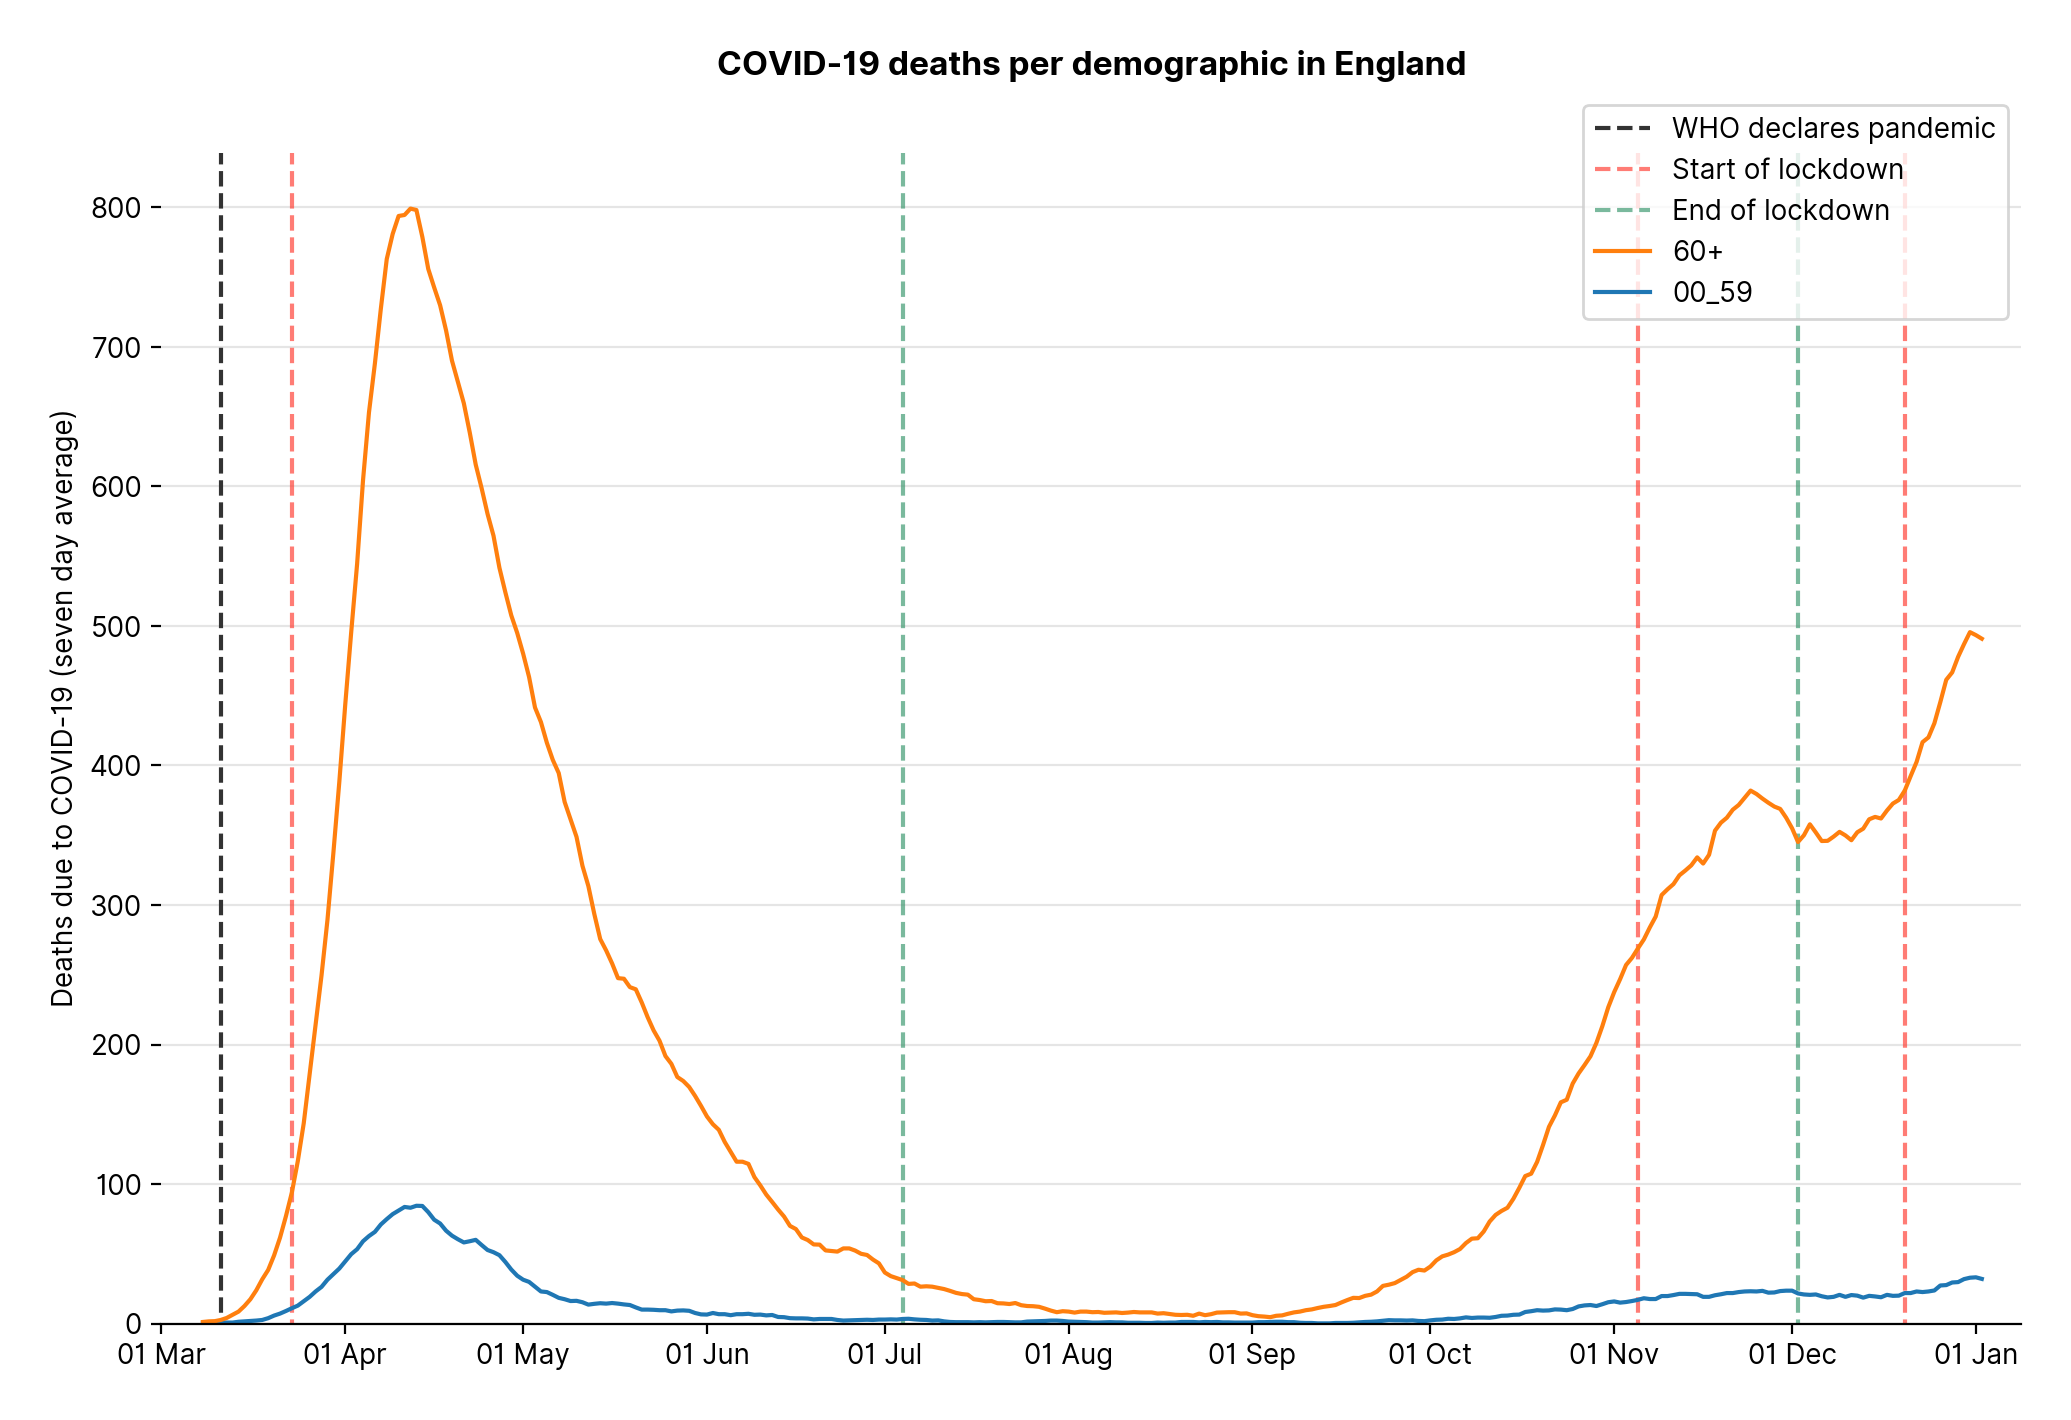 COVID-19 deaths per demographic in England
WHO declares pandemic
Start of lockdown
End of lockdown
60+
00_59
Deaths due to COVID-19 (seven day average)
800
700
600
500
400
300
200
100
0
01 Mar
01 Apr
01 May
01 Jun
01 Jul
01 Aug
01 Sep
01 Oct
01 Nov
01 Dec
01 Jan